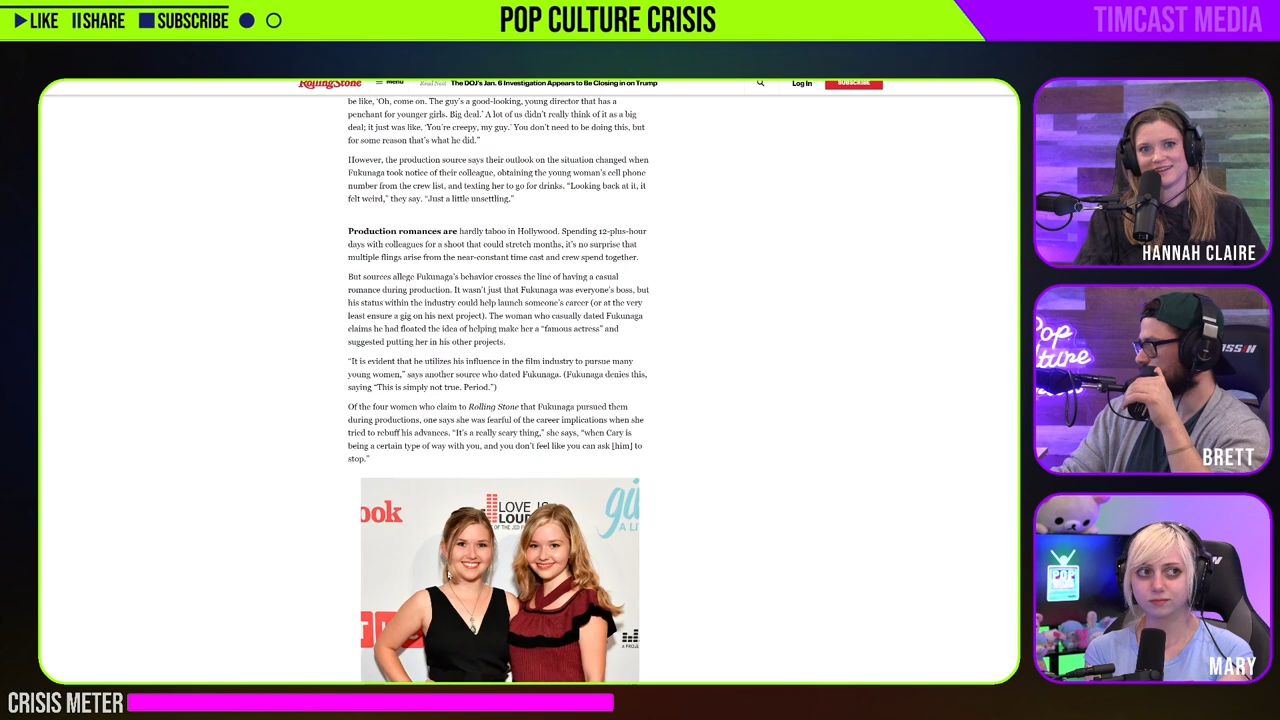 LIKE SHARE SUBSCRIBE
POP CULTURE CRISIS
TIMCAST MEDIA
RollingStone Menu Read Next The DOJ's Jan. 6 Investigation Appears to Be Closing in on Trump Log In SUBSCRIBE
be like, 'Oh, come on. The guy's a good-looking, young director that has a
penchant for younger girls. Big deal.' A lot of us didn't really think of it as a big
deal; it just was like, 'You're creepy, my guy.' You don't need to be doing this, but
for some reason that's what he did."
However, the production source says their outlook on the situation changed when
Fukunaga took notice of their colleague, obtaining the young woman's cell phone
number from the crew list, and texting her to go for drinks. "Looking back at it, it
felt weird," they say. "Just a little unsettling."
Production romances are hardly taboo in Hollywood. Spending 12-plus-hour
days with colleagues for a shoot that could stretch months, it's no surprise that
multiple flings arise from the near-constant time cast and crew spend together.
But sources allege Fukunaga's behavior crosses the line of having a casual
romance during production. It wasn't just that Fukunaga was everyone's boss, but
his status within the industry could help launch someone's career (or at the very
least ensure a gig on his next project). The woman who casually dated Fukunaga
claims he had floated the idea of helping make her a "famous actress" and
suggested putting her in his other projects.
"It is evident that he utilizes his influence in the film industry to pursue many
young women," says another source who dated Fukunaga. (Fukunaga denies this,
saying "This is simply not true. Period.")
Of the four women who claim to Rolling Stone that Fukunaga pursued them
during productions, one says she was fearful of the career implications when she
tried to rebuff his advances. "It's a really scary thing," she says, "when Cary is
being a certain type of way with you, and you don't feel like you can ask [him] to
stop."
ook
LOVE IS
LOUD
gi
A LI
HANNAH CLAIRE
Pop
ture
BRETT
POP
MARY
CRISIS METER